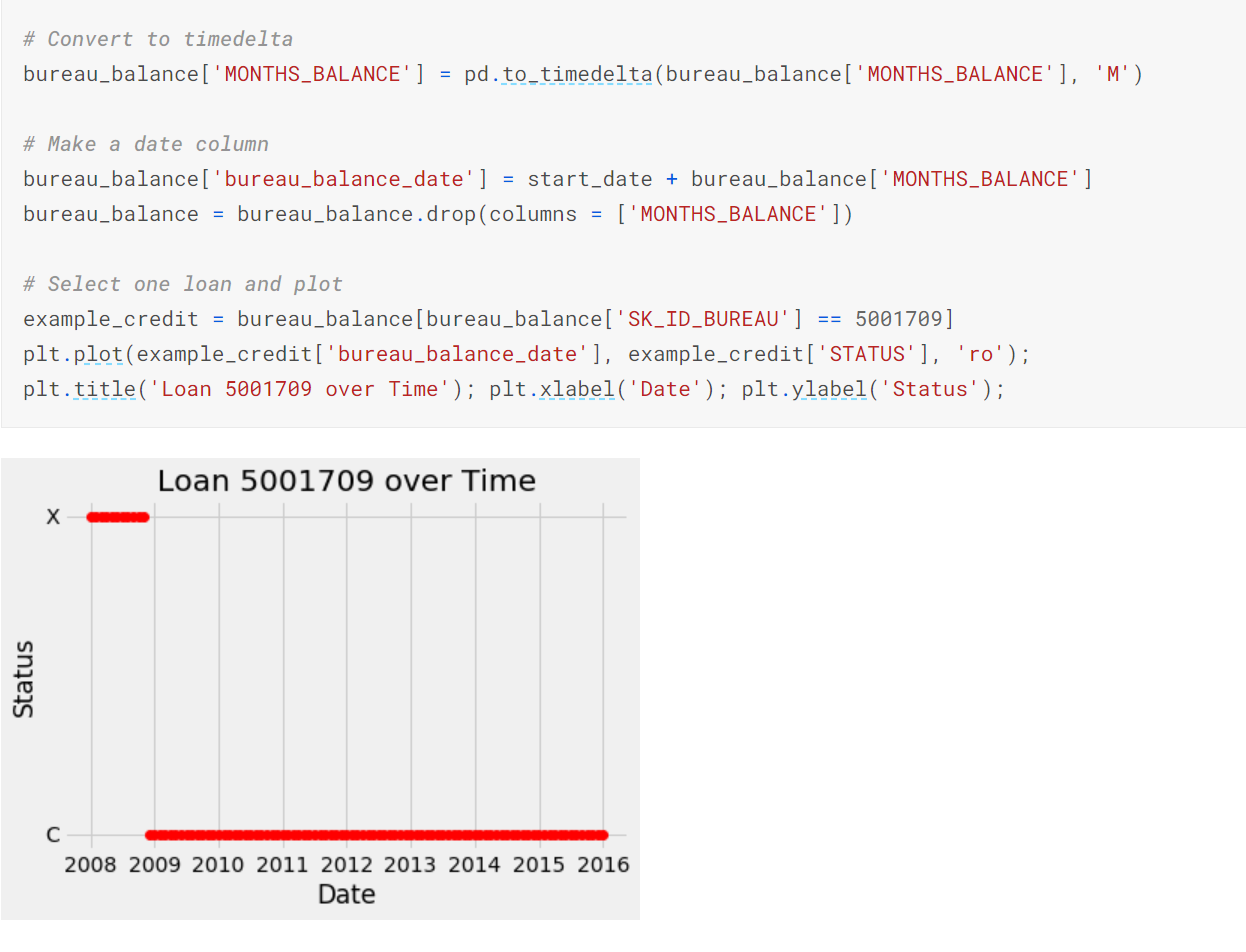 # Convert to timedelta
bureau_balance['MONTHS_BALANCE'] = pd.to_timedelta(bureau_balance['MONTHS_BALANCE'], 'M')
# Make a date column
bureau_balance['bureau_balance_date'] = start_date + bureau_balance['MONTHS_BALANCE']
bureau_balance = bureau_balance.drop(columns = ['MONTHS_BALANCE'])
# Select one loan and plot
example_credit = bureau_balance[bureau_balance['SK_ID_BUREAU'] == 5001709]
plt.plot(example_credit['bureau_balance_date'], example_credit['STATUS'], 'ro');
plt.title('Loan 5001709 over Time'); plt.xlabel('Date'); plt.ylabel('Status');
Loan 5001709 over Time
X
Status
C
2008 2009 2010 2011 2012 2013 2014 2015 2016
Date